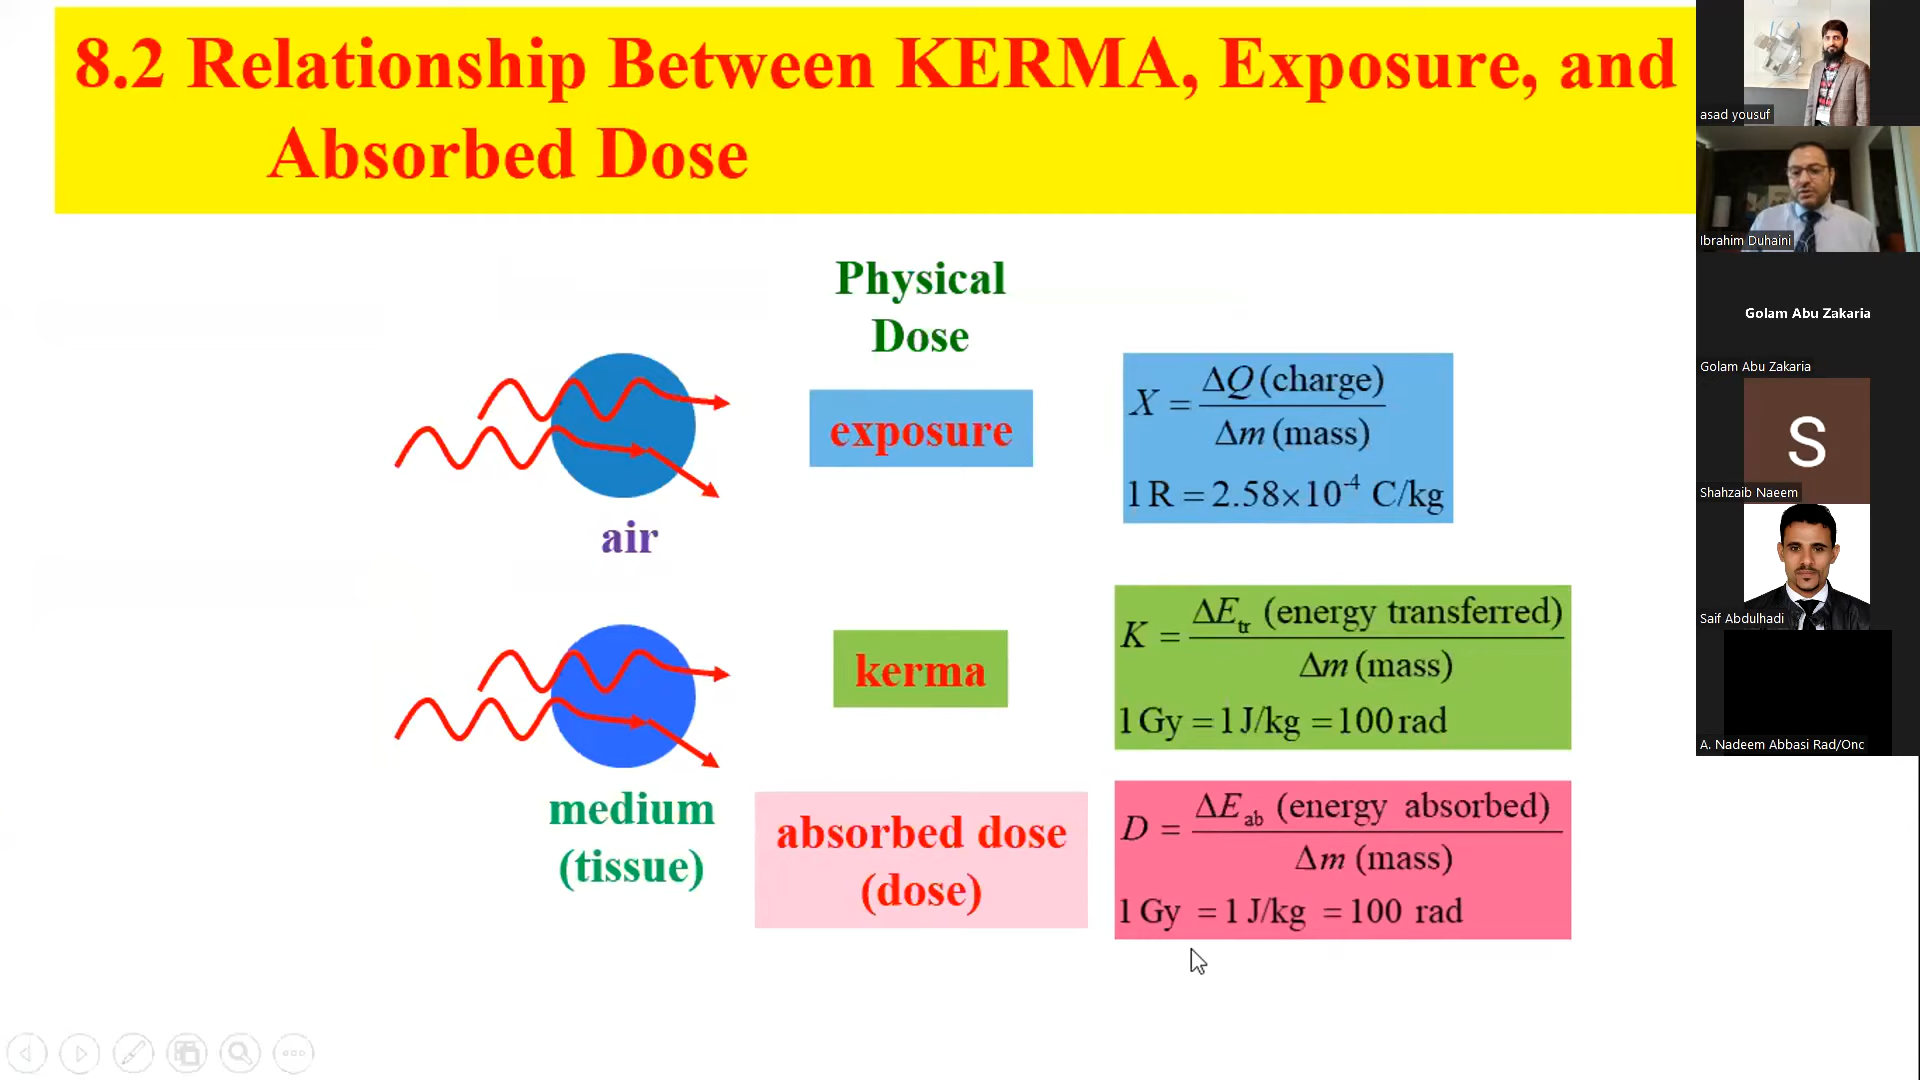 8.2 Relationship Between KERMA, Exposure, and
Absorbed Dose
Physical
Dose
exposure
X = ΔQ (charge) / Δm (mass)
1 R = 2.58×10⁻⁴ C/kg
air
kerma
K = ΔE_tr (energy transferred) / Δm (mass)
1 Gy = 1 J/kg = 100 rad
medium
(tissue)
absorbed dose
(dose)
D = ΔE_ab (energy absorbed) / Δm (mass)
1 Gy = 1 J/kg = 100 rad
asad yousuf
Ibrahim Duhaini
Golam Abu Zakaria
Golam Abu Zakaria
S
Shahzaib Naeem
Saif Abdulhadi
A. Nadeem Abbasi Rad/Onc